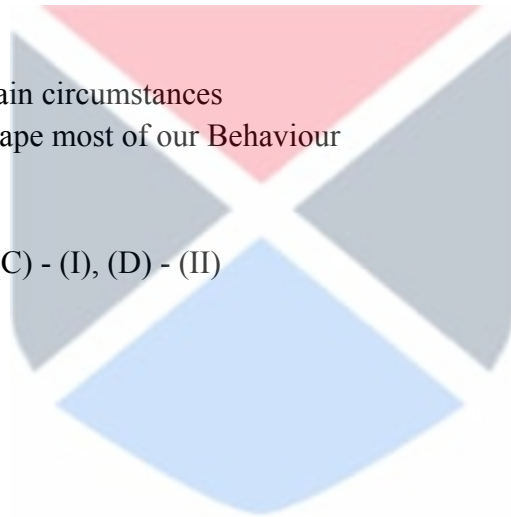 ain circumstances
ape most of our Behaviour
C) - (I), (D) - (II)